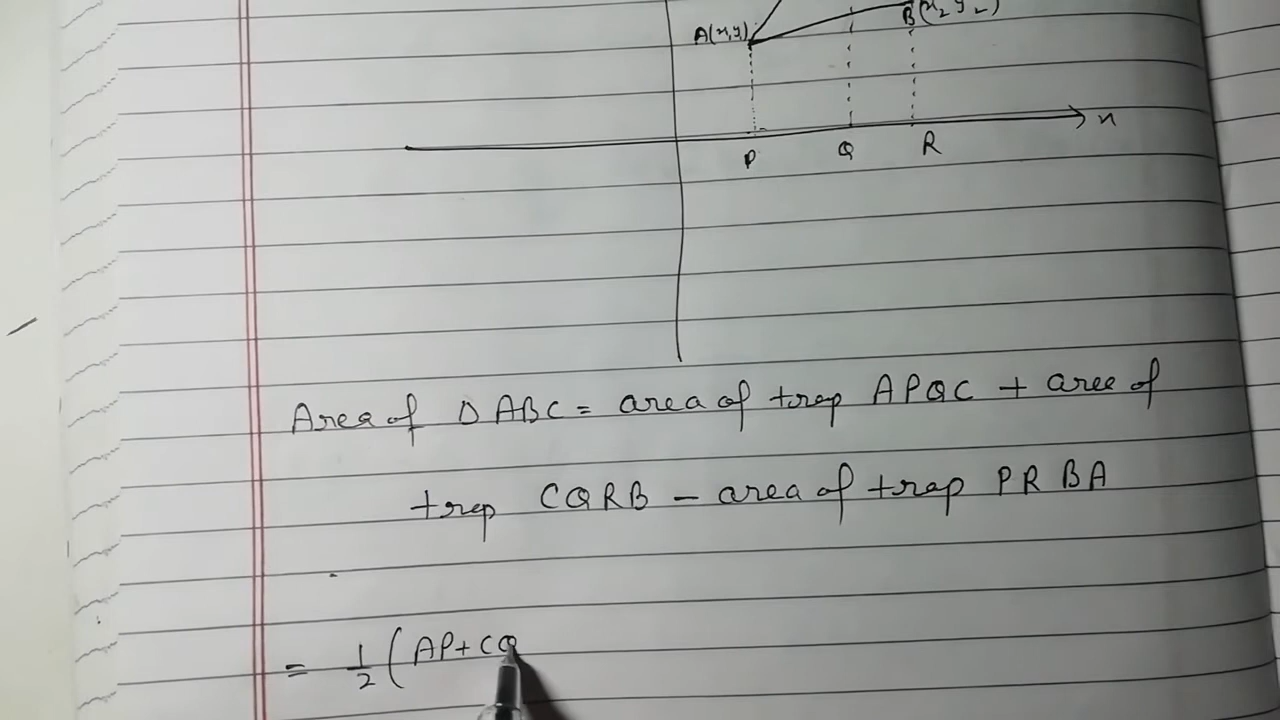 A(x,y)
B(x2 y2)
x
P Q R
Area of Δ ABC = area of trap APQC + area of
trap CQRB - area of trap PRBA
= 1/2 (AP+CQ